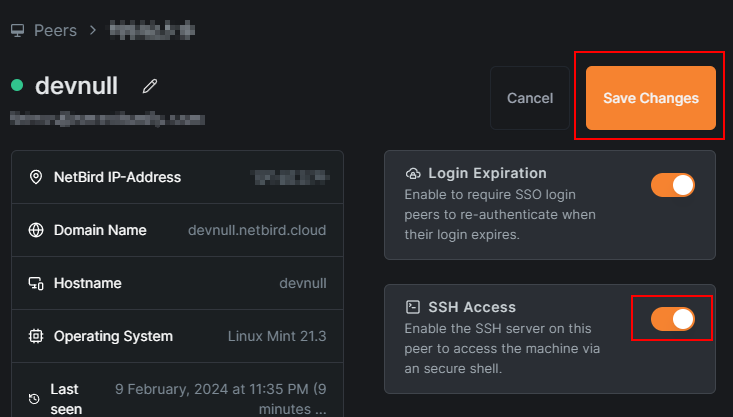 Peers
devnull
Cancel
Save Changes
NetBird IP-Address
Domain Name devnull.netbird.cloud
Hostname devnull
Operating System Linux Mint 21.3
Last seen
9 February, 2024 at 11:35 PM (9
minutes ...
Login Expiration
Enable to require SSO login
peers to re-authenticate when
their login expires.
SSH Access
Enable the SSH server on this
peer to access the machine via
an secure shell.